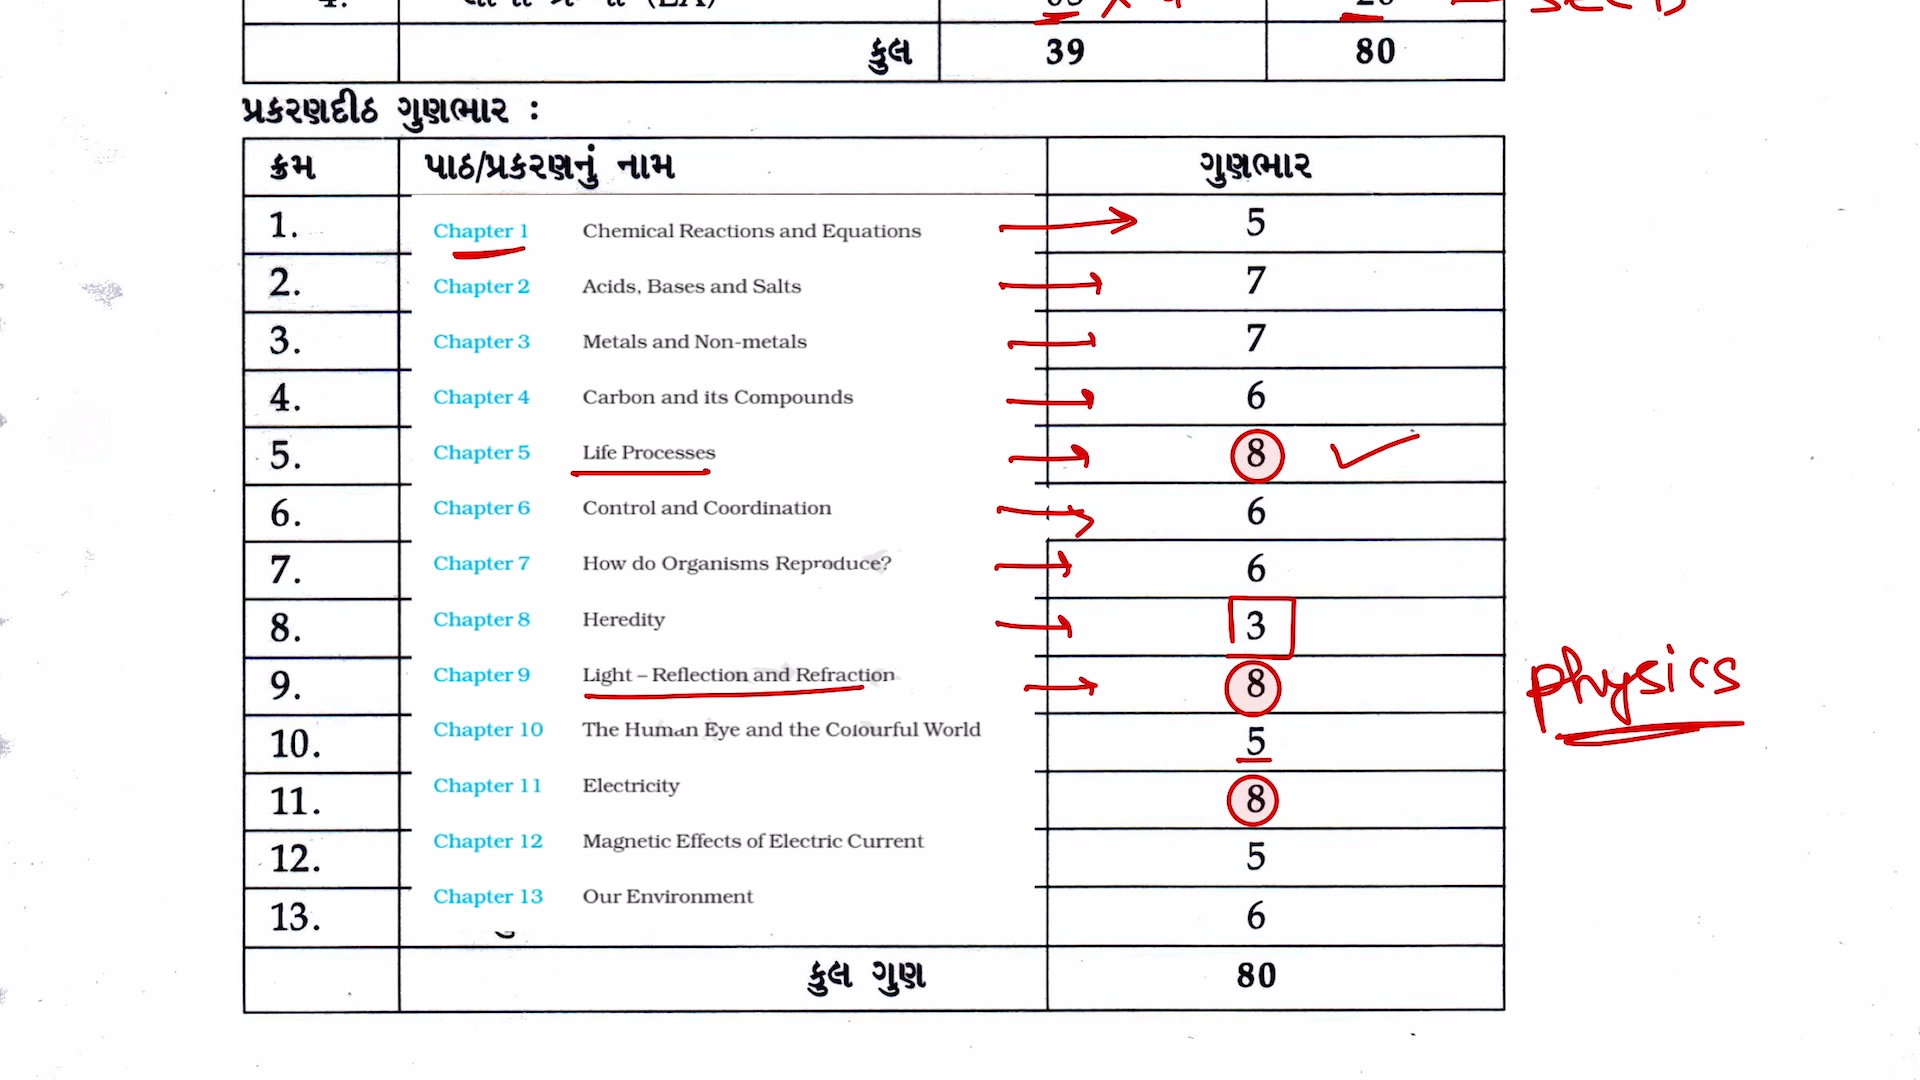 કુલ 39 80
પ્રકરણદીઠ ગુણભાર :
ક્રમ પાઠ/પ્રકરણનું નામ ગુણભાર
1. Chapter 1 Chemical Reactions and Equations 5
2. Chapter 2 Acids, Bases and Salts 7
3. Chapter 3 Metals and Non-metals 7
4. Chapter 4 Carbon and its Compounds 6
5. Chapter 5 Life Processes 8
6. Chapter 6 Control and Coordination 6
7. Chapter 7 How do Organisms Reproduce? 6
8. Chapter 8 Heredity 3
9. Chapter 9 Light – Reflection and Refraction 8 physics
10. Chapter 10 The Human Eye and the Colourful World 5
11. Chapter 11 Electricity 8
12. Chapter 12 Magnetic Effects of Electric Current 5
13. Chapter 13 Our Environment 6
કુલ ગુણ 80